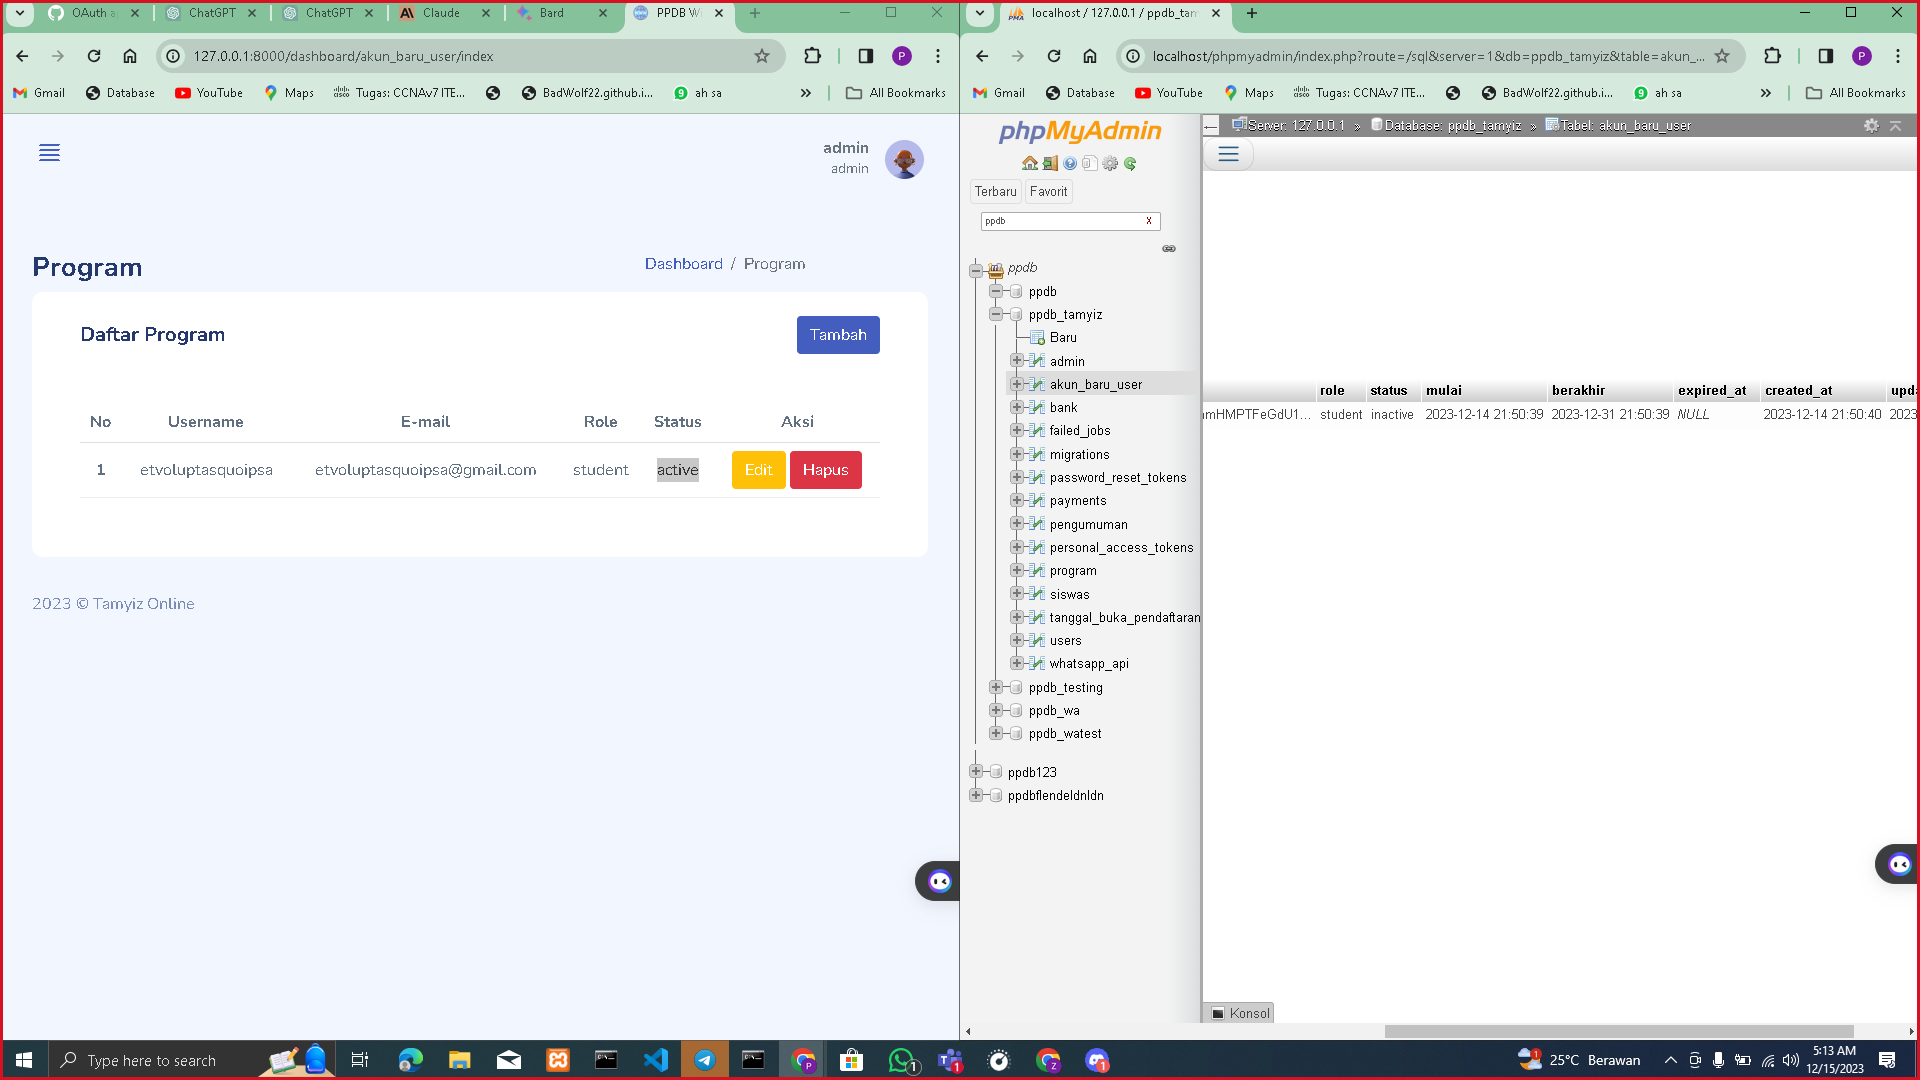 OAuth a
ChatGPT
ChatGPT
Claude
Bard
PPDB W
127.0.0.1:8000/dashboard/akun_baru_user/index
Gmail
Database
YouTube
Maps
Tugas: CCNAv7 ITE...
BadWolf22.github.i...
ah sa
All Bookmarks
admin
admin
Program
Dashboard / Program
Daftar Program
Tambah
No Username E-mail Role Status Aksi
1 etvoluptasquoipsa etvoluptasquoipsa@gmail.com student active Edit Hapus
2023 © Tamyiz Online
localhost / 127.0.0.1 / ppdb_tam
localhost/phpmyadmin/index.php?route=/sql&server=1&db=ppdb_tamyiz&table=akun_...
Gmail
Database
YouTube
Maps
Tugas: CCNAv7 ITE...
BadWolf22.github.i...
ah sa
All Bookmarks
phpMyAdmin
Terbaru
Favorit
ppdb
X
ppdb
ppdb
ppdb_tamyiz
Baru
admin
akun_baru_user
bank
failed_jobs
migrations
password_reset_tokens
payments
pengumuman
personal_access_tokens
program
siswas
tanggal_buka_pendaftaran
users
whatsapp_api
ppdb_testing
ppdb_wa
ppdb_watest
ppdb123
ppdbflendeldnldn
Server: 127.0.0.1 » Database: ppdb_tamyiz » Tabel: akun_baru_user
role status mulai berakhir expired_at created_at upda
mHMPTFeGdU1... student inactive 2023-12-14 21:50:39 2023-12-31 21:50:39 NULL 2023-12-14 21:50:40 2023
Konsol
Type here to search
25°C Berawan
5:13 AM
12/15/2023